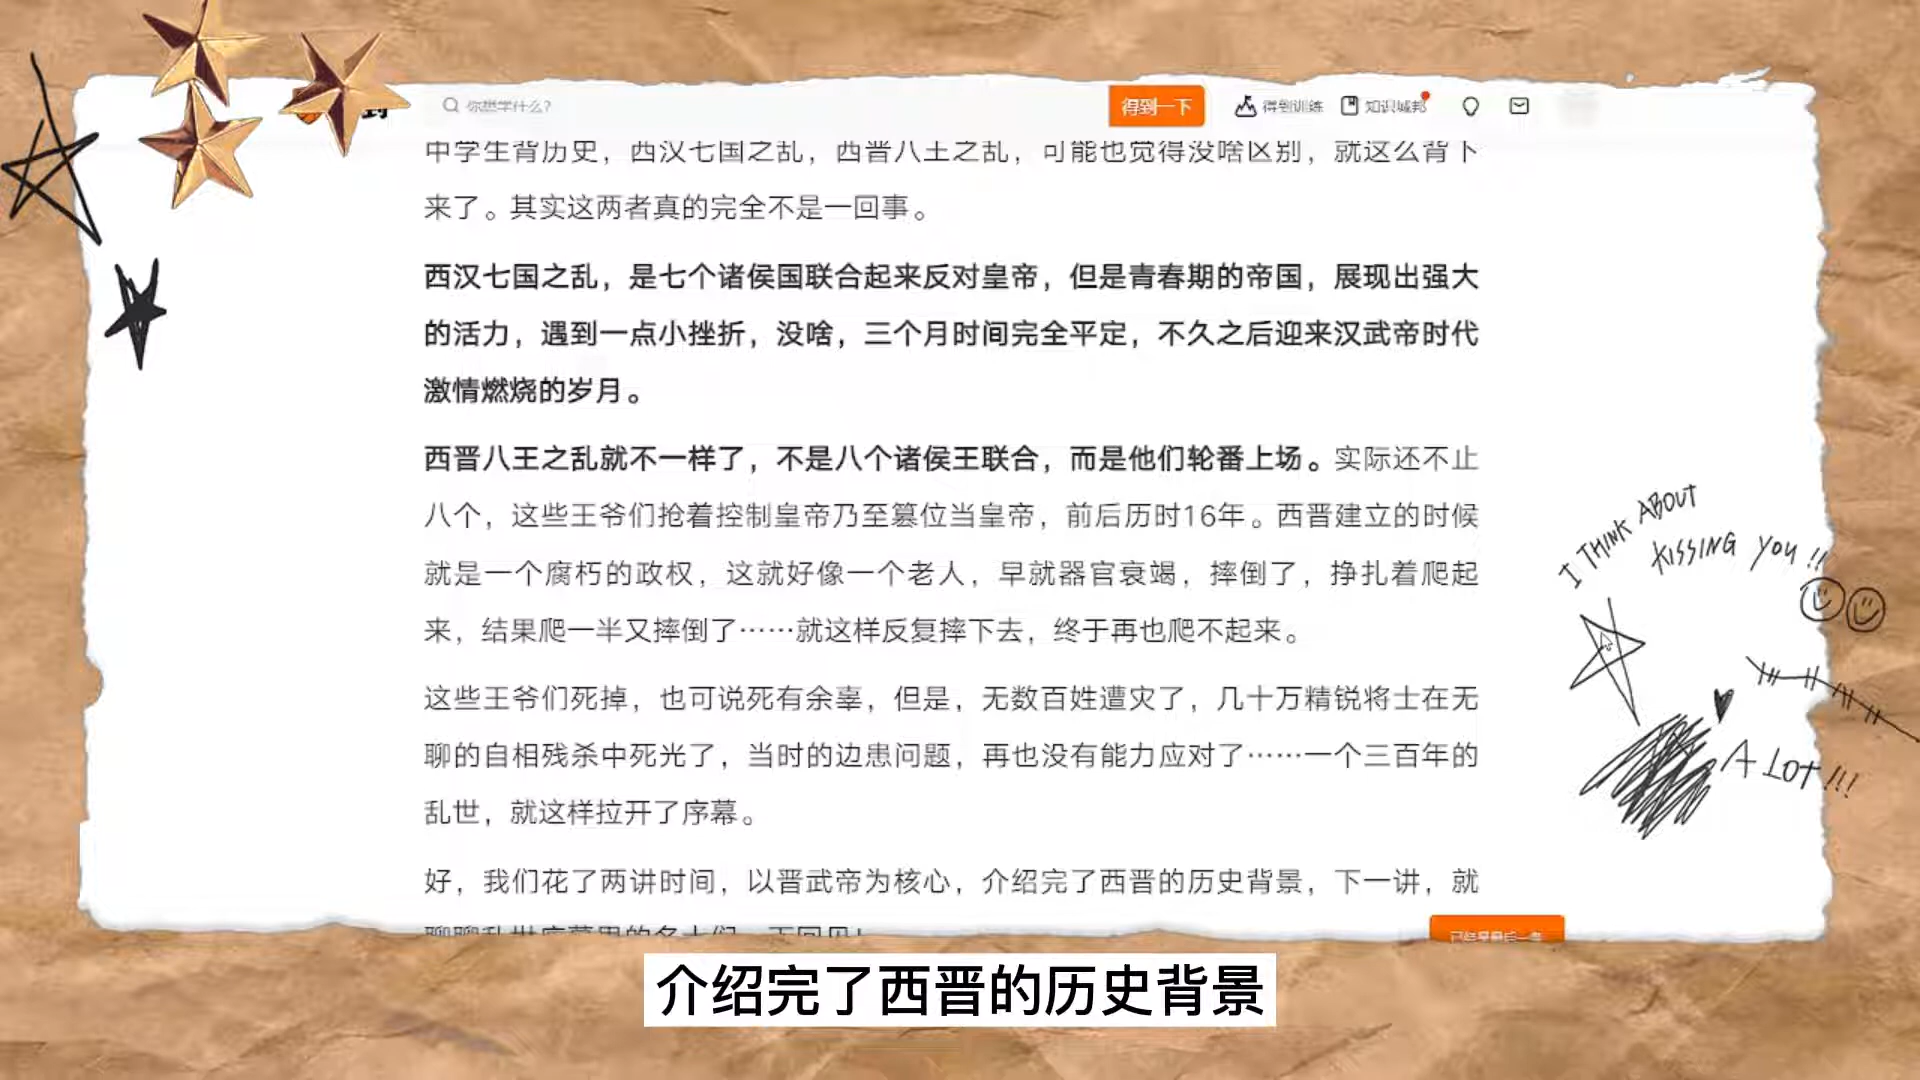 你想学什么?
得到一下
得到训练
知识城邦
中学生背历史，西汉七国之乱，西晋八王之乱，可能也觉得没啥区别，就这么背下
来了。其实这两者真的完全不是一回事。
西汉七国之乱，是七个诸侯国联合起来反对皇帝，但是青春期的帝国，展现出强大
的活力，遇到一点小挫折，没啥，三个月时间完全平定，不久之后迎来汉武帝时代
激情燃烧的岁月。
西晋八王之乱就不一样了，不是八个诸侯王联合，而是他们轮番上场。实际还不止
八个，这些王爷们抢着控制皇帝乃至篡位当皇帝，前后历时16年。西晋建立的时候
就是一个腐朽的政权，这就好像一个老人，早就器官衰竭，摔倒了，挣扎着爬起
来，结果爬一半又摔倒了……就这样反复摔下去，终于再也爬不起来。
这些王爷们死掉，也可说死有余辜，但是，无数百姓遭灾了，几十万精锐将士在无
聊的自相残杀中死光了，当时的边患问题，再也没有能力应对了……一个三百年的
乱世，就这样拉开了序幕。
好，我们花了两讲时间，以晋武帝为核心，介绍完了西晋的历史背景，下一讲，就
I THINK ABOUT
KISSING YOU !!
A LOT!!!
介绍完了西晋的历史背景